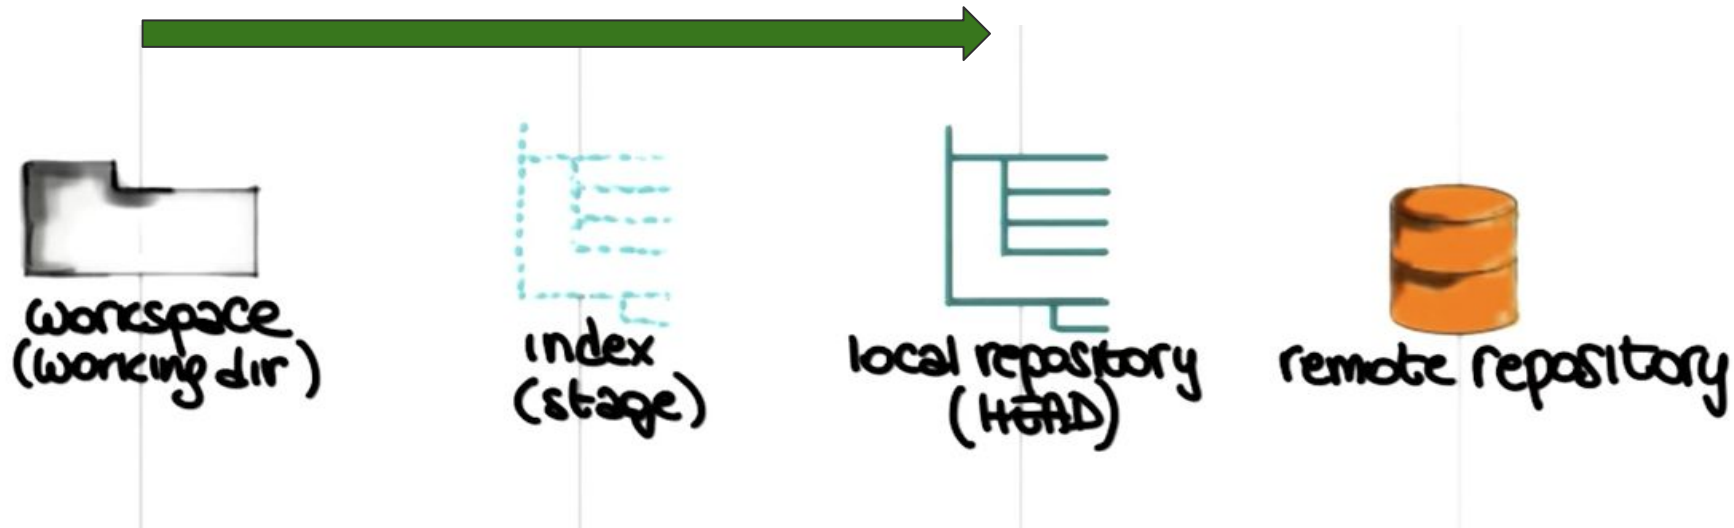 workspace
(working dir)
index
(stage)
local repository
(HEAD)
remote repository